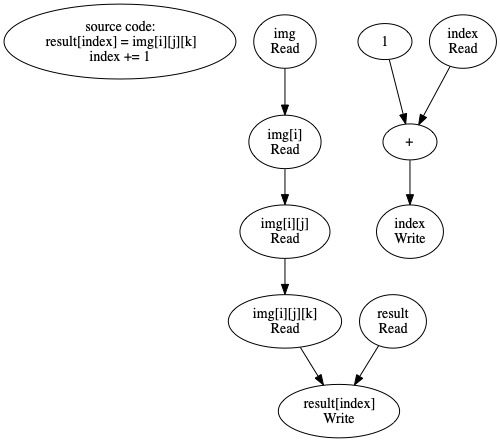 source code:
result[index] = img[i][j][k]
index += 1
img
Read
1
index
Read
img[i]
Read
+
img[i][j]
Read
index
Write
img[i][j][k]
Read
result
Read
result[index]
Write